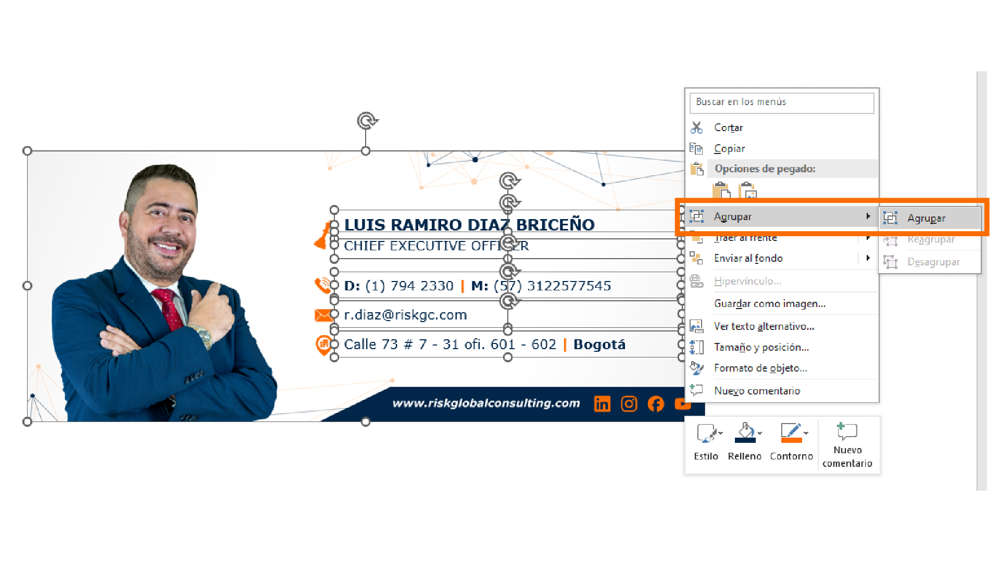 Buscar en los menús
Cortar
Copiar
Opciones de pegado:
Agrupar
Agrupar
Traer al frente
Reagrupar
Enviar al fondo
Desagrupar
Hipervínculo...
Guardar como imagen...
Ver texto alternativo...
Tamaño y posición...
Formato de objeto...
Nuevo comentario
LUIS RAMIRO DIAZ BRICEÑO
CHIEF EXECUTIVE OFFICER
D: (1) 794 2330 | M: (57) 3122577545
r.diaz@riskgc.com
Calle 73 # 7 - 31 ofi. 601 - 602 | Bogotá
www.riskglobalconsulting.com
Estilo
Relleno
Contorno
Nuevo
comentario